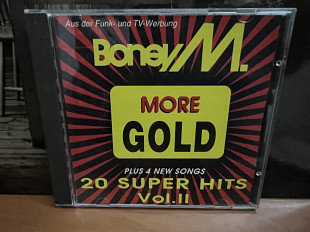 Aus der Funk- und TV-Werbung
Boney M.
MORE
GOLD
PLUS 4 NEW SONGS
20 SUPER HITS
Vol.II